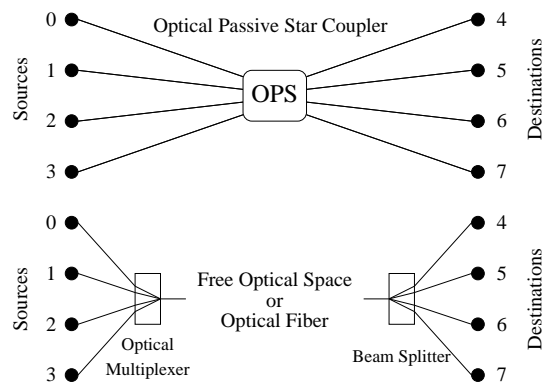 Optical Passive Star Coupler
0
1
2
3
Sources
OPS
4
5
6
7
Destinations
0
1
2
3
Sources
Optical
Multiplexer
Free Optical Space
or
Optical Fiber
Beam Splitter
4
5
6
7
Destinations